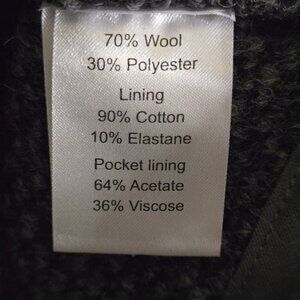 70% Wool
30% Polyester
Lining
90% Cotton
10% Elastane
Pocket lining
64% Acetate
36% Viscose